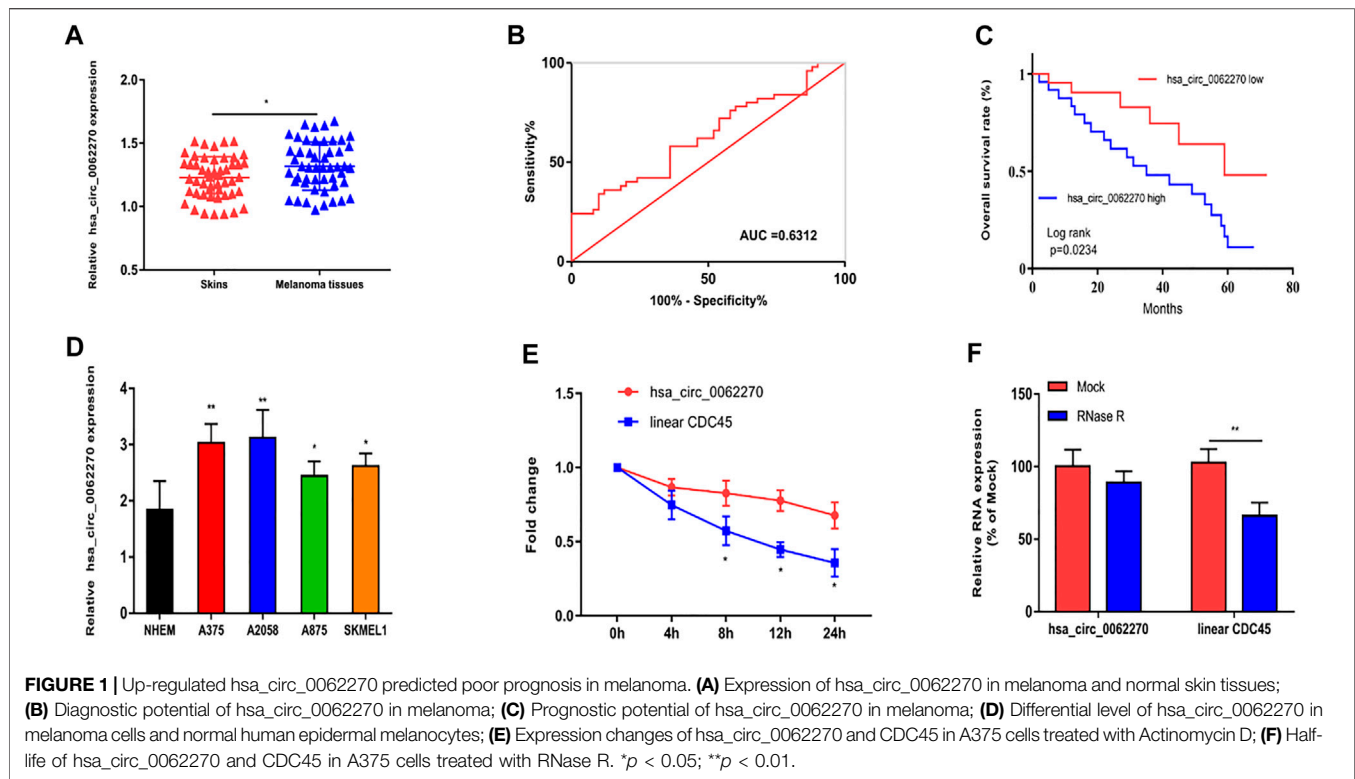 A
Relative hsa_circ_0062270 expression
2.0
1.5
1.0
0.5
*
Skins
Melanoma tissues
B
Sensitivity%
100
50
0
0
50
100
AUC =0.6312
100% - Specificity%
C
Overall survival rate (%)
1
0.5
0
hsa_circ_0062270 low
hsa_circ_0062270 high
Log rank
p=0.0234
0
20
40
60
80
Months
D
Relative hsa_circ_0062270 expression
4
3
2
1
0
**
**
*
*
NHEM
A375
A2058
A875
SKMEL1
E
Fold change
1.5
1.0
0.5
0.0
hsa_circ_0062270
linear CDC45
*
*
*
0h
4h
8h
12h
24h
F
Relative RNA expression
(% of Mock)
150
100
50
0
Mock
RNase R
**
hsa_circ_0062270
linear CDC45
FIGURE 1 | Up-regulated hsa_circ_0062270 predicted poor prognosis in melanoma. (A) Expression of hsa_circ_0062270 in melanoma and normal skin tissues;
(B) Diagnostic potential of hsa_circ_0062270 in melanoma; (C) Prognostic potential of hsa_circ_0062270 in melanoma; (D) Differential level of hsa_circ_0062270 in
melanoma cells and normal human epidermal melanocytes; (E) Expression changes of hsa_circ_0062270 and CDC45 in A375 cells treated with Actinomycin D; (F) Half-
life of hsa_circ_0062270 and CDC45 in A375 cells treated with RNase R. *p < 0.05; **p < 0.01.